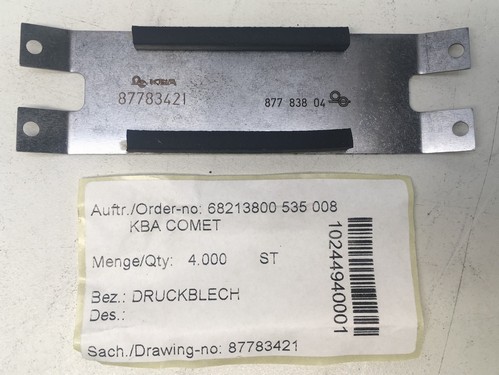 KBA
87783421
877 838 04
Auftr./Order-no: 68213800 535 008
KBA COMET
Menge/Qty: 4.000 ST
Bez.: DRUCKBLECH
Des.:
Sach./Drawing-no: 87783421
10244940001